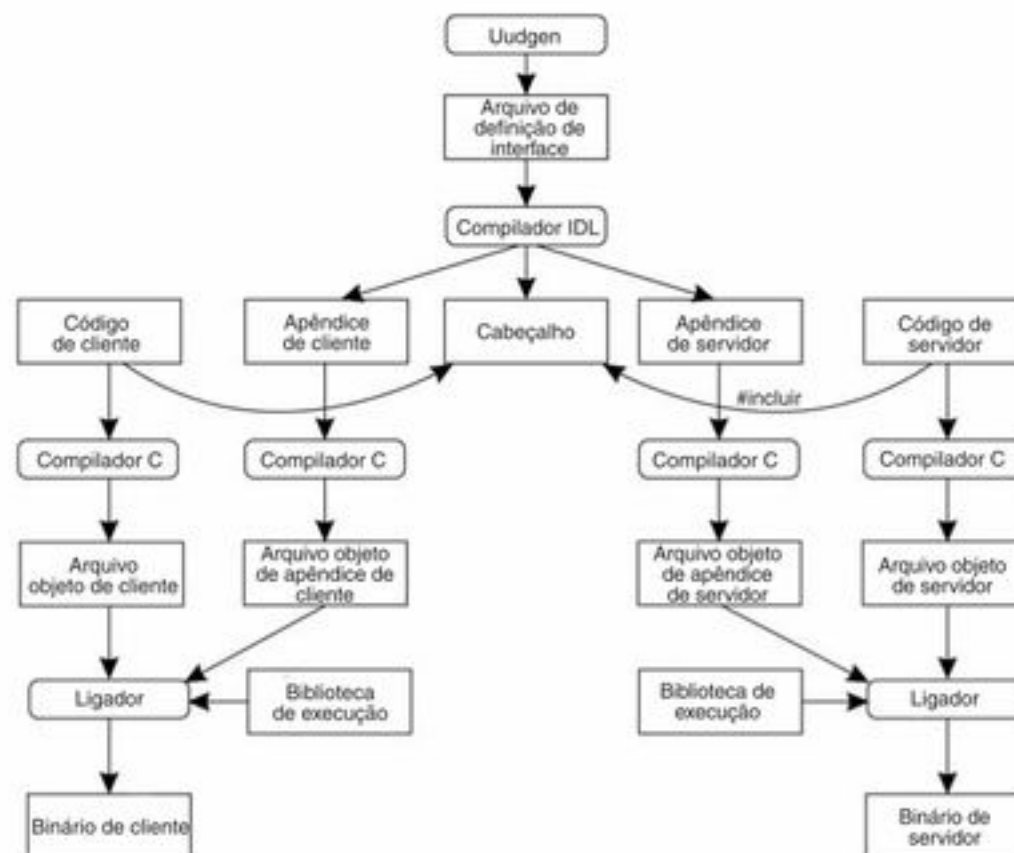 Uudgen
Arquivo de
definição de
interface
Compilador IDL
Código
de cliente
Apêndice
de cliente
Cabeçalho
Apêndice
de servidor
Código de
servidor
#incluir
Compilador C
Compilador C
Compilador C
Compilador C
Arquivo
objeto de cliente
Arquivo objeto
de apêndice de
cliente
Arquivo objeto
de apêndice
de servidor
Arquivo objeto
de servidor
Ligador
Biblioteca
de execução
Biblioteca de
execução
Ligador
Binário de cliente
Binário de
servidor